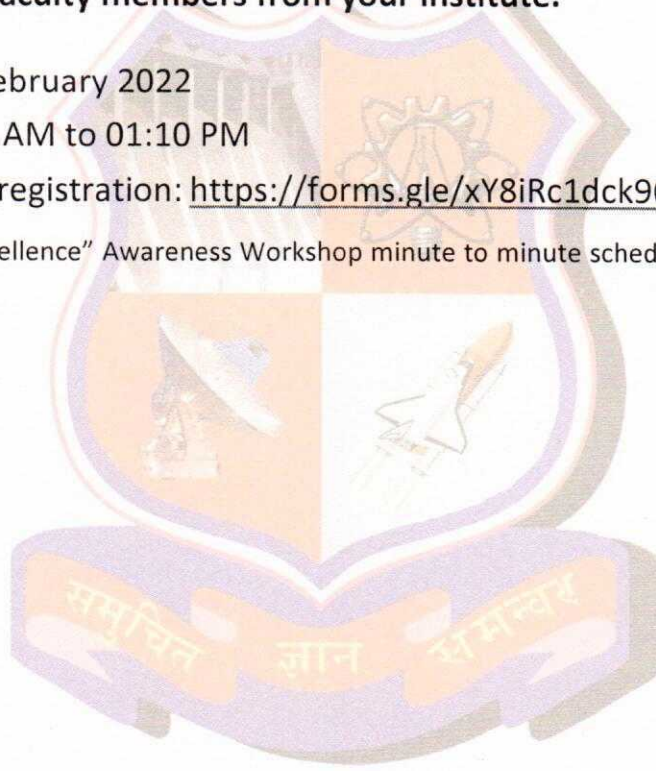 faculty members from your institute.
ebruary 2022
AM to 01:10 PM
registration: https://forms.gle/xY8iRc1dck9
ellence” Awareness Workshop minute to minute sched
समुचित ज्ञान समन्वय